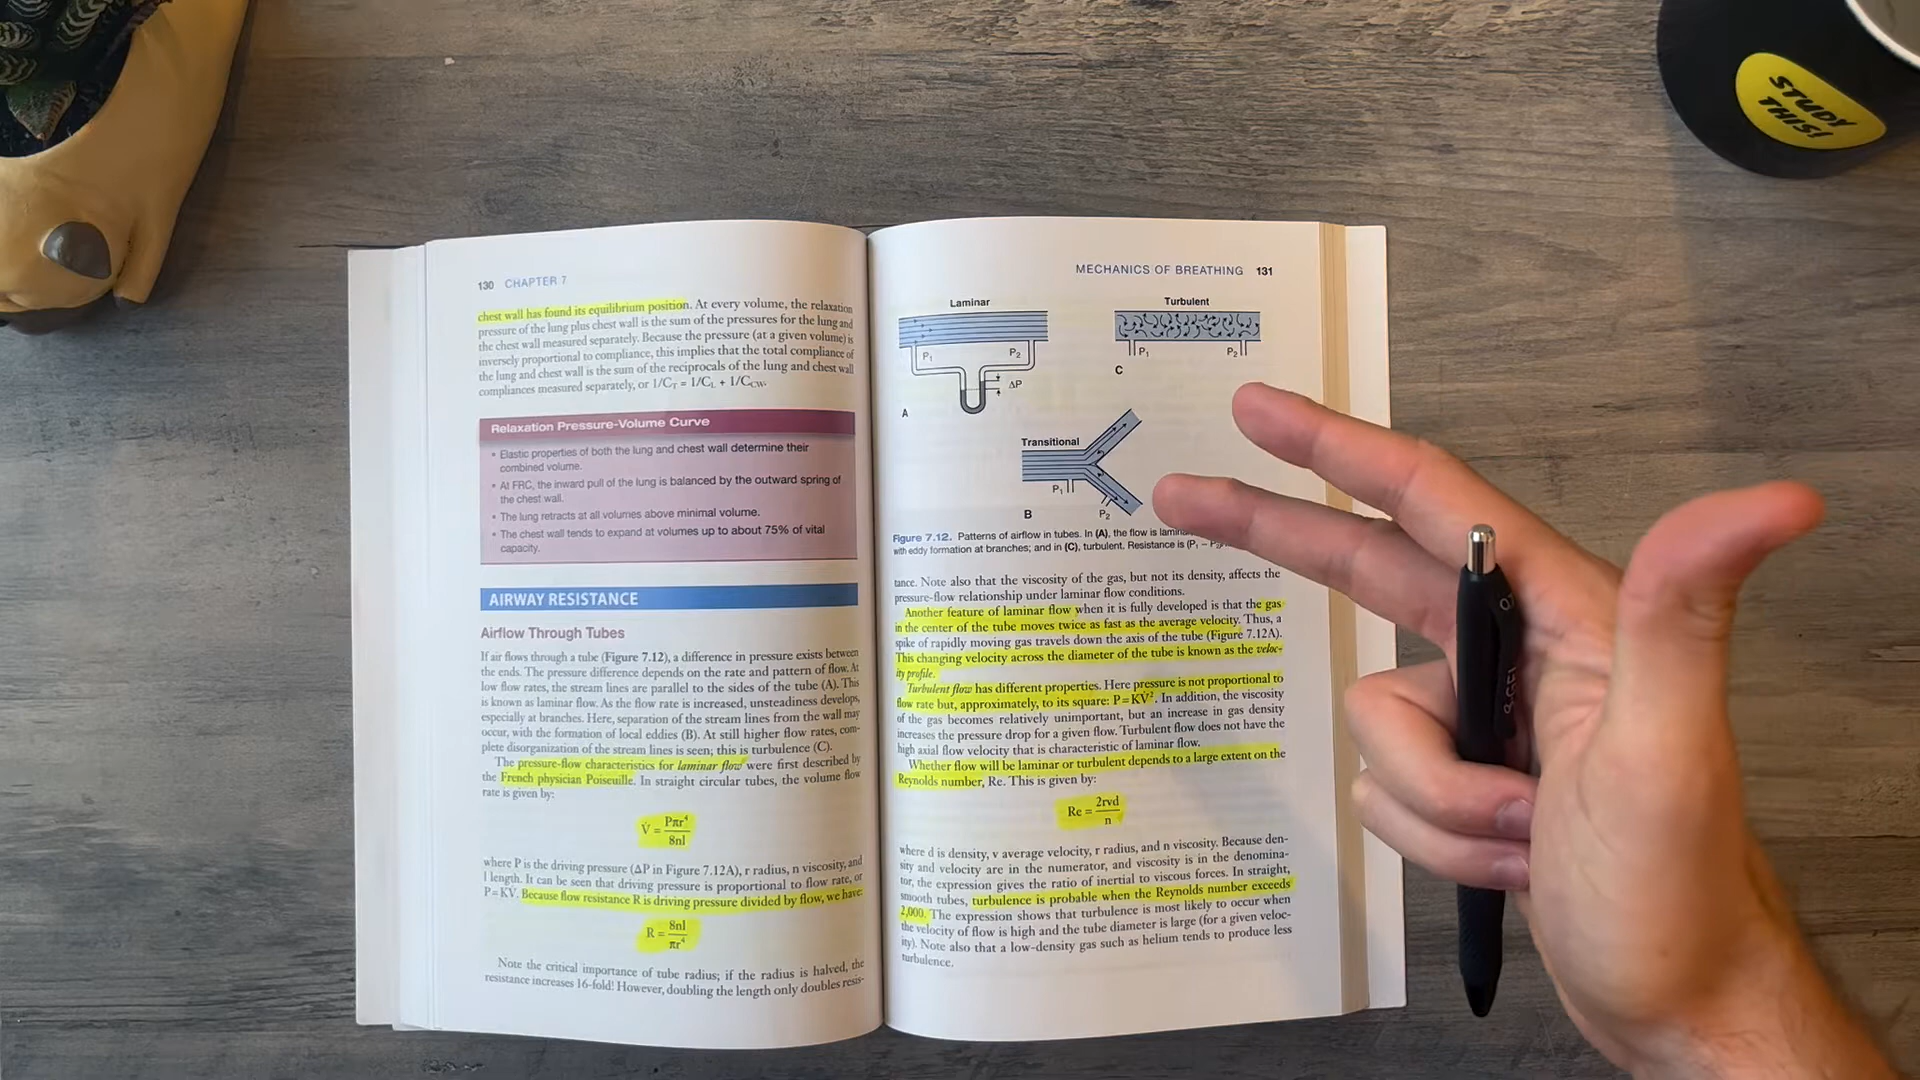 STUDY
THIS!
130 CHAPTER 7
chest wall has found its equilibrium position. At every volume, the relaxation
pressure of the lung plus chest wall is the sum of the pressures for the lung and
the chest wall measured separately. Because the pressure (at a given volume) is
inversely proportional to compliance, this implies that the total compliance of
the lung and chest wall is the sum of the reciprocals of the lung and chest wall
compliances measured separately, or 1/C_T = 1/C_L + 1/C_CW.
Relaxation Pressure-Volume Curve
• Elastic properties of both the lung and chest wall determine their
combined volume.
• At FRC, the inward pull of the lung is balanced by the outward spring of
the chest wall.
• The lung retracts at all volumes above minimal volume.
• The chest wall tends to expand at volumes up to about 75% of vital
capacity.
AIRWAY RESISTANCE
Airflow Through Tubes
If air flows through a tube (Figure 7.12), a difference in pressure exists between
the ends. The pressure difference depends on the rate and pattern of flow. At
low flow rates, the stream lines are parallel to the sides of the tube (A). This
is known as laminar flow. As the flow rate is increased, unsteadiness develops,
especially at branches. Here, separation of the stream lines from the wall may
occur, with the formation of local eddies (B). At still higher flow rates, com-
plete disorganization of the stream lines is seen; this is turbulence (C).
The pressure-flow characteristics for laminar flow were first described by
the French physician Poiseuille. In straight circular tubes, the volume flow
rate is given by:
V̇ = Pπr⁴
8nl
where P is the driving pressure (ΔP in Figure 7.12A), r radius, n viscosity, and
l length. It can be seen that driving pressure is proportional to flow rate, or
P = KV̇. Because flow resistance R is driving pressure divided by flow, we have:
R = 8nl
πr⁴
Note the critical importance of tube radius; if the radius is halved, the
resistance increases 16-fold! However, doubling the length only doubles resis-
MECHANICS OF BREATHING 131
Laminar
Turbulent
P₁
P₂
ΔP
A
P₁
P₂
C
Transitional
P₁
P₂
B
Figure 7.12. Patterns of airflow in tubes. In (A), the flow is
with eddy formation at branches; and in (C), turbulent. Resistance is (P₁ –
tance. Note also that the viscosity of the gas, but not its density, affects the
pressure-flow relationship under laminar flow conditions.
Another feature of laminar flow when it is fully developed is that the gas
in the center of the tube moves twice as fast as the average velocity. Thus, a
spike of rapidly moving gas travels down the axis of the tube (Figure 7.12A).
This changing velocity across the diameter of the tube is known as the veloc-
ity profile.
Turbulent flow has different properties. Here pressure is not proportional to
flow rate but, approximately, to its square: P = KV̇². In addition, the viscosity
of the gas becomes relatively unimportant, but an increase in gas density
increases the pressure drop for a given flow. Turbulent flow does not have the
high axial flow velocity that is characteristic of laminar flow.
Whether flow will be laminar or turbulent depends to a large extent on the
Reynolds number, Re. This is given by:
Re = 2rvd
n
where d is density, v average velocity, r radius, and n viscosity. Because den-
sity and velocity are in the numerator, and viscosity is in the denomina-
tor, the expression gives the ratio of inertial to viscous forces. In straight,
smooth tubes, turbulence is probable when the Reynolds number exceeds
2,000. The expression shows that turbulence is most likely to occur when
the velocity of flow is high and the tube diameter is large (for a given veloc-
ity). Note also that a low-density gas such as helium tends to produce less
turbulence.